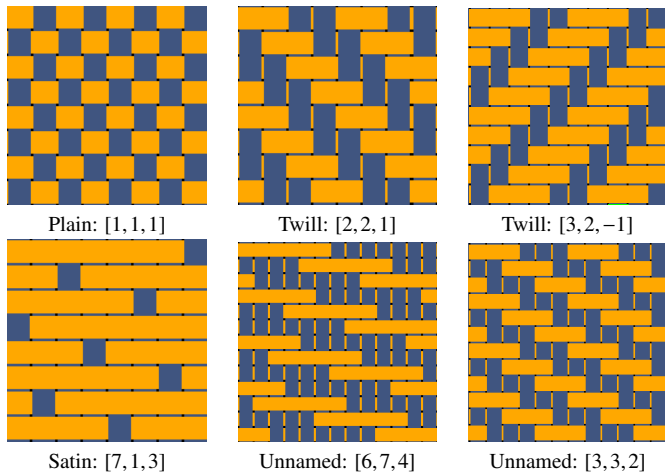 Plain: [1, 1, 1]
Twill: [2, 2, 1]
Twill: [3, 2, −1]
Satin: [7, 1, 3]
Unnamed: [6, 7, 4]
Unnamed: [3, 3, 2]